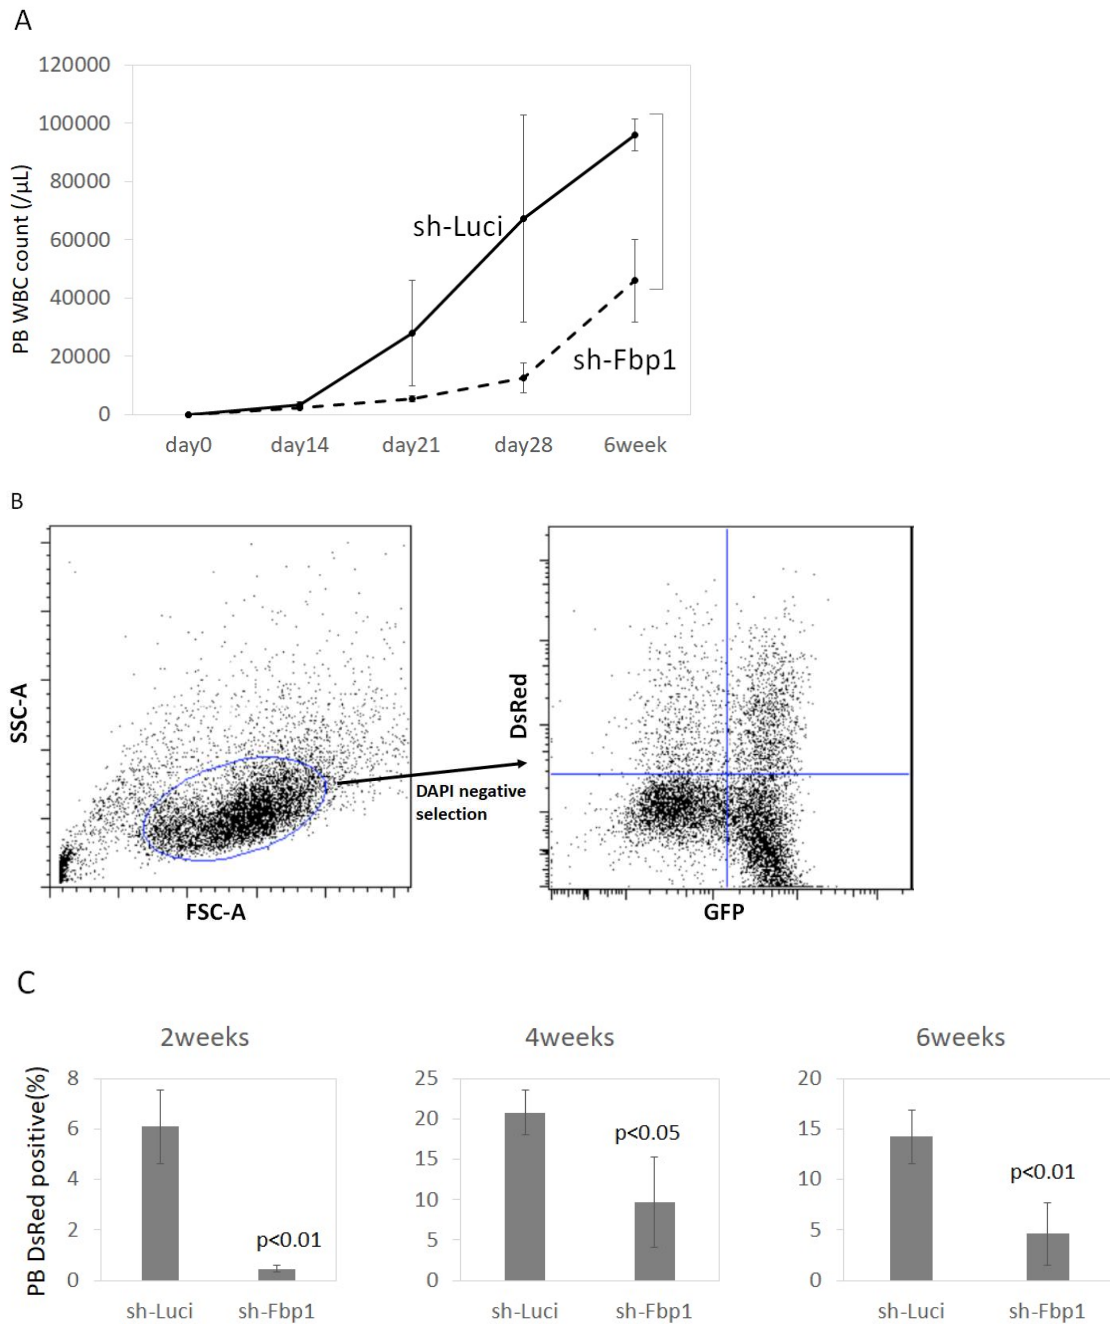 A
PB WBC count (/μL)
120000
100000
80000
60000
40000
20000
0
sh-Luci
sh-Fbp1
day0 day14 day21 day28 6week
B
SSC-A
FSC-A
DAPI negative
selection
DsRed
GFP
C
PB DsRed positive(%)
2weeks
8
6
4
2
0
p<0.01
sh-Luci sh-Fbp1
4weeks
25
20
15
10
5
0
p<0.05
sh-Luci sh-Fbp1
6weeks
20
15
10
5
0
p<0.01
sh-Luci sh-Fbp1